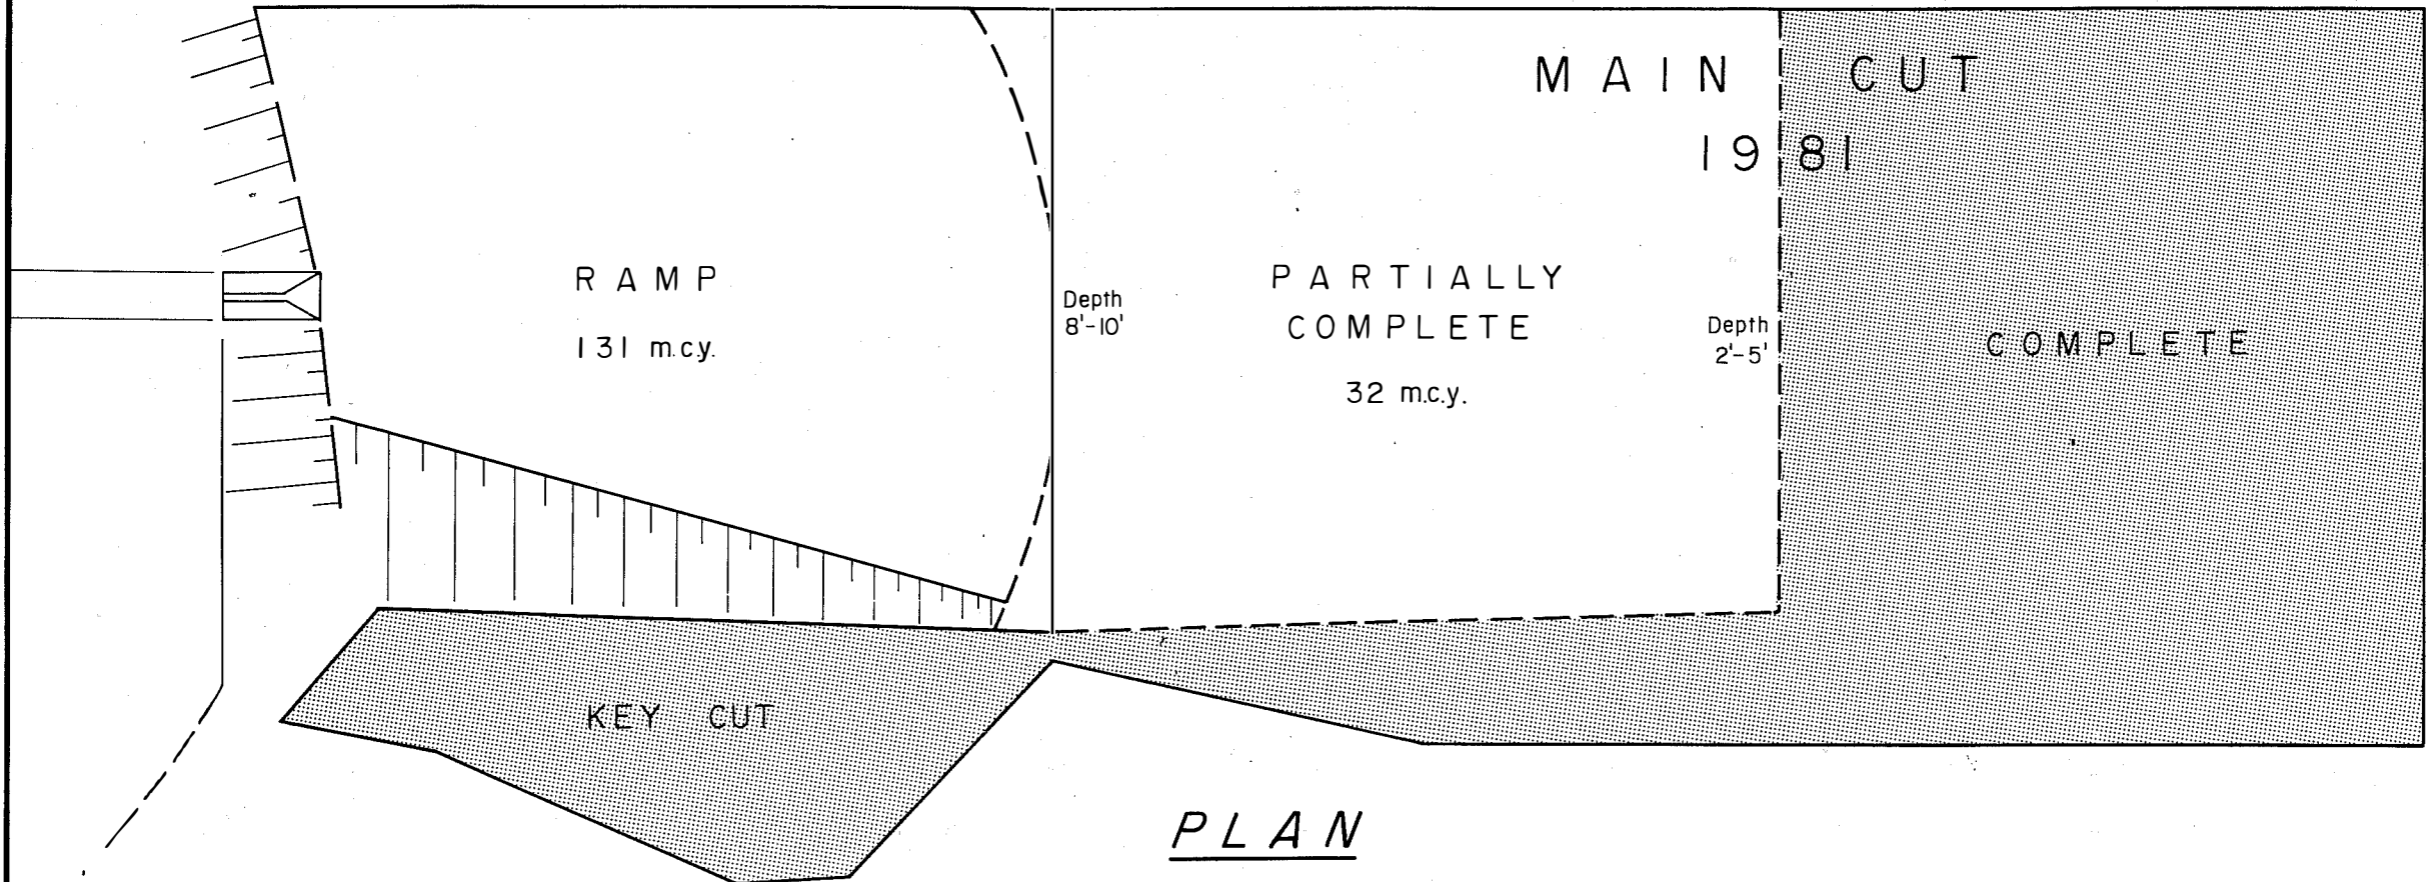 MAIN CUT
1981
RAMP
131 m.c.y.
Depth
8'-10'
PARTIALLY
COMPLETE
32 m.c.y.
Depth
2'-5'
COMPLETE
KEY CUT
PLAN